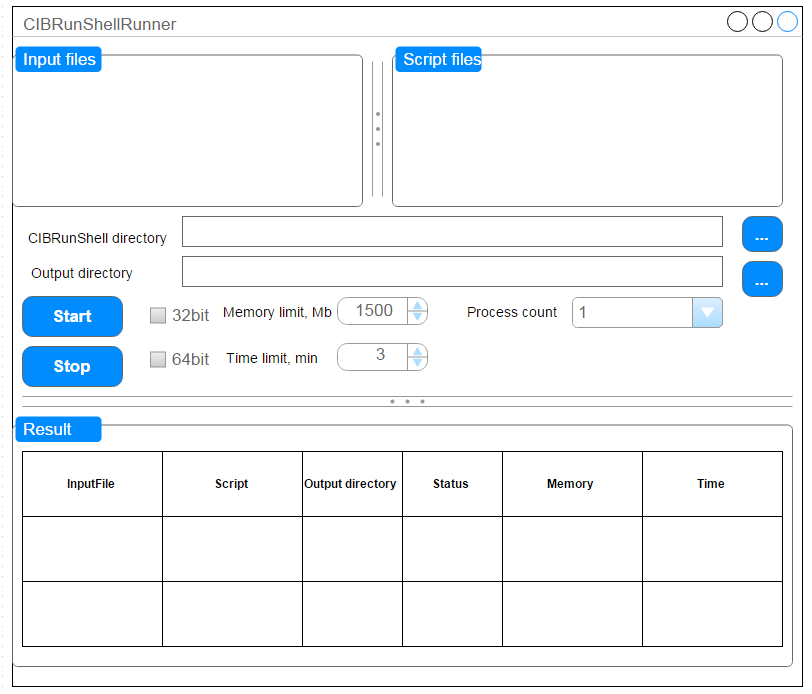 CIBRunShellRunner
Input files
Script files
CIBRunShell directory
...
Output directory
...
Start
32bit
Memory limit, Mb
1500
Process count
1
Stop
64bit
Time limit, min
3
Result
InputFile Script Output directory Status Memory Time